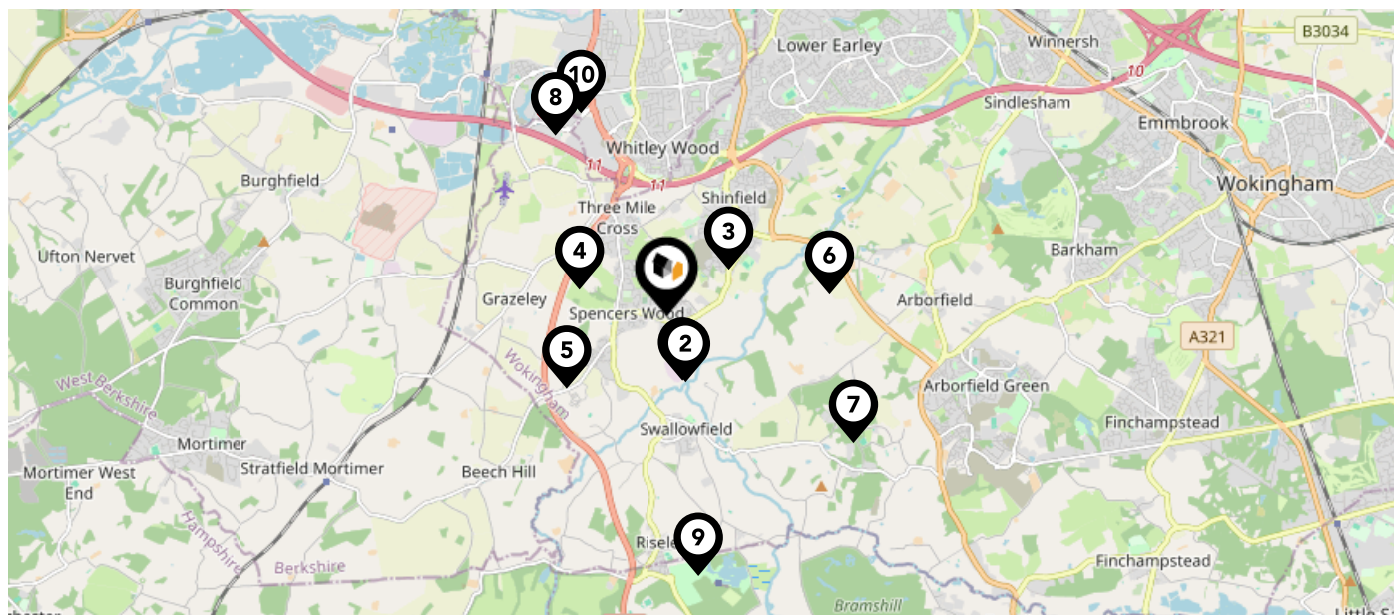 Lower Earley
Winnersh
B3034
10
10
8
Sindlesham
Emmbrook
Whitley Wood
11
11
Burghfield
Wokingham
Shinfield
Three Mile
Cross
3
4
6
Barkham
Ufton Nervet
Burghfield
Common
Grazeley
Arborfield
Spencers Wood
2
5
A321
Wokingham
West Berkshire
Arborfield Green
7
Finchampstead
Swallowfield
Mortimer
Stratfield Mortimer
Beech Hill
Mortimer West
End
Hampshire
9
Berkshire
Finchampstead
Bramshill